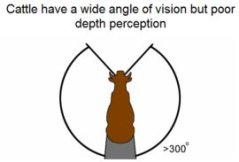 Cattle have a wide angle of vision but poor
depth perception
>300°